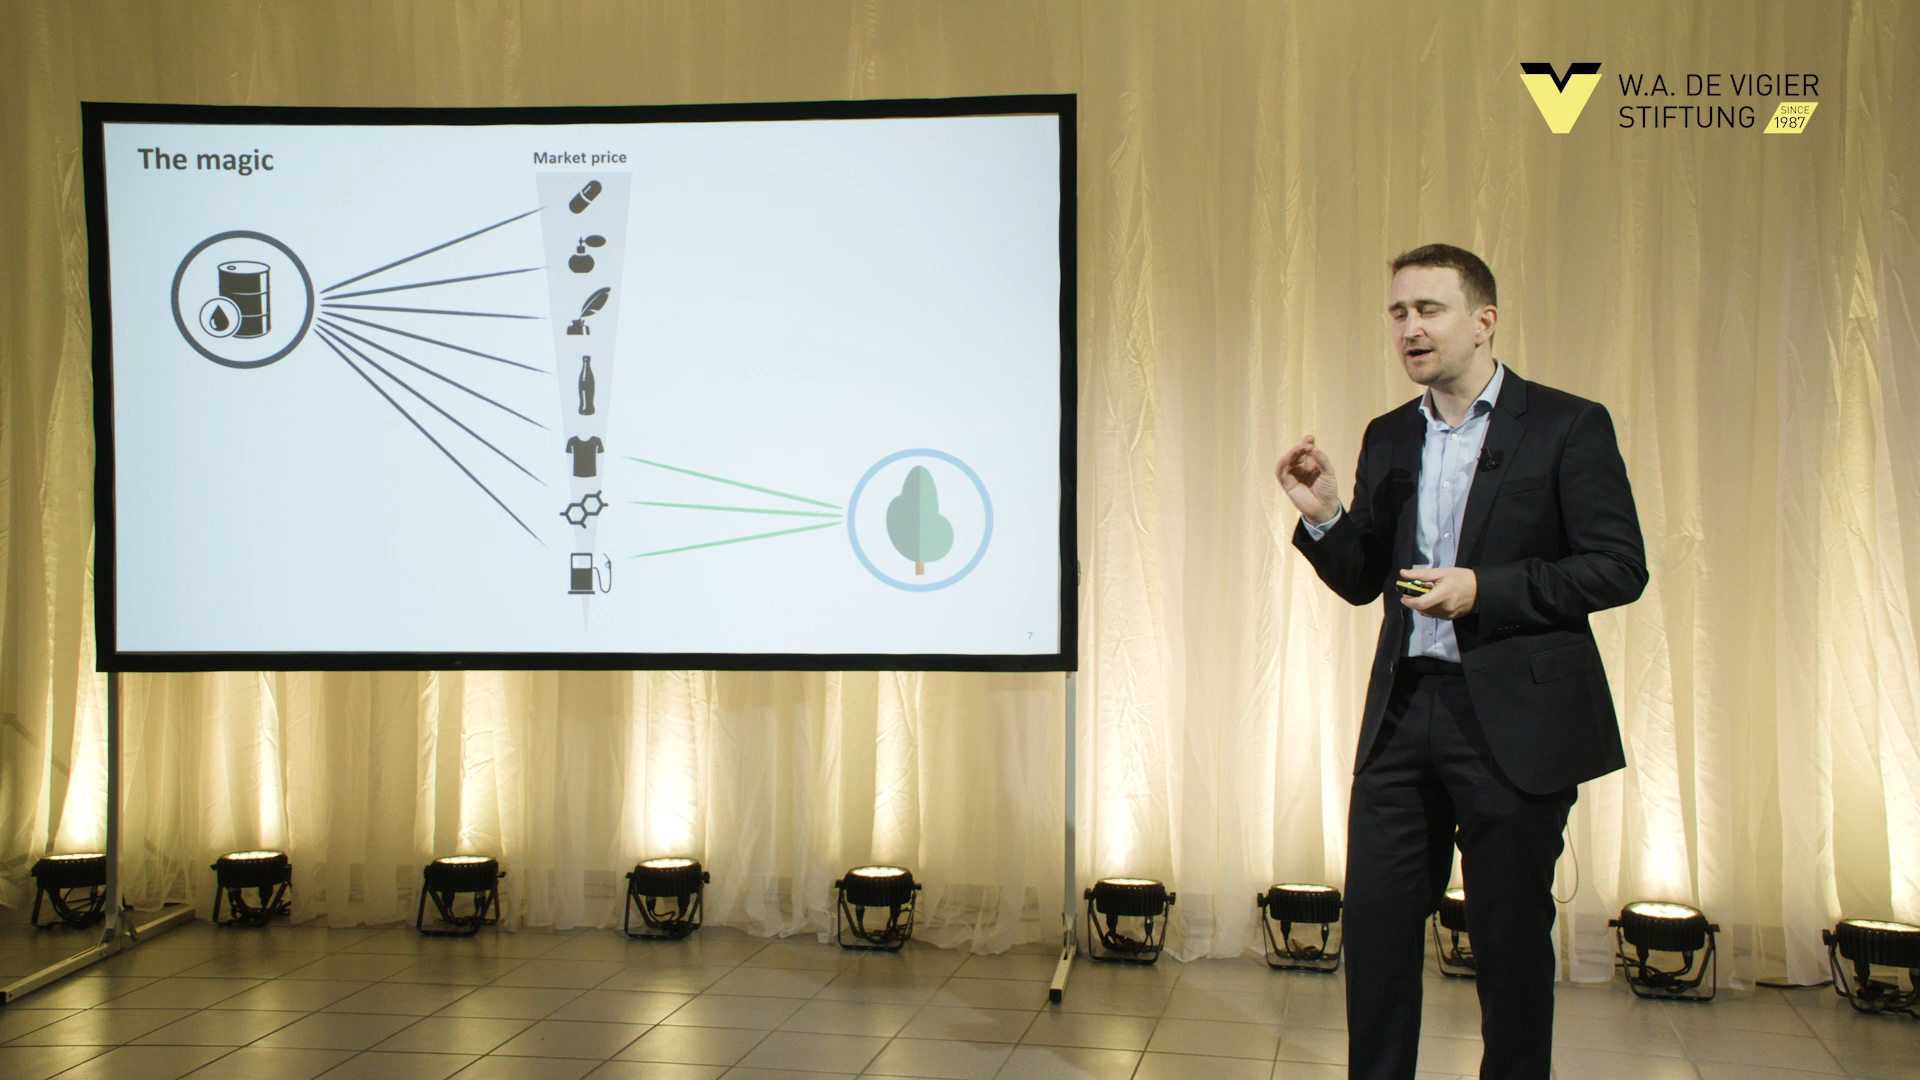 The magic
Market price
7
W.A. DE VIGIER
STIFTUNG
SINCE
1987